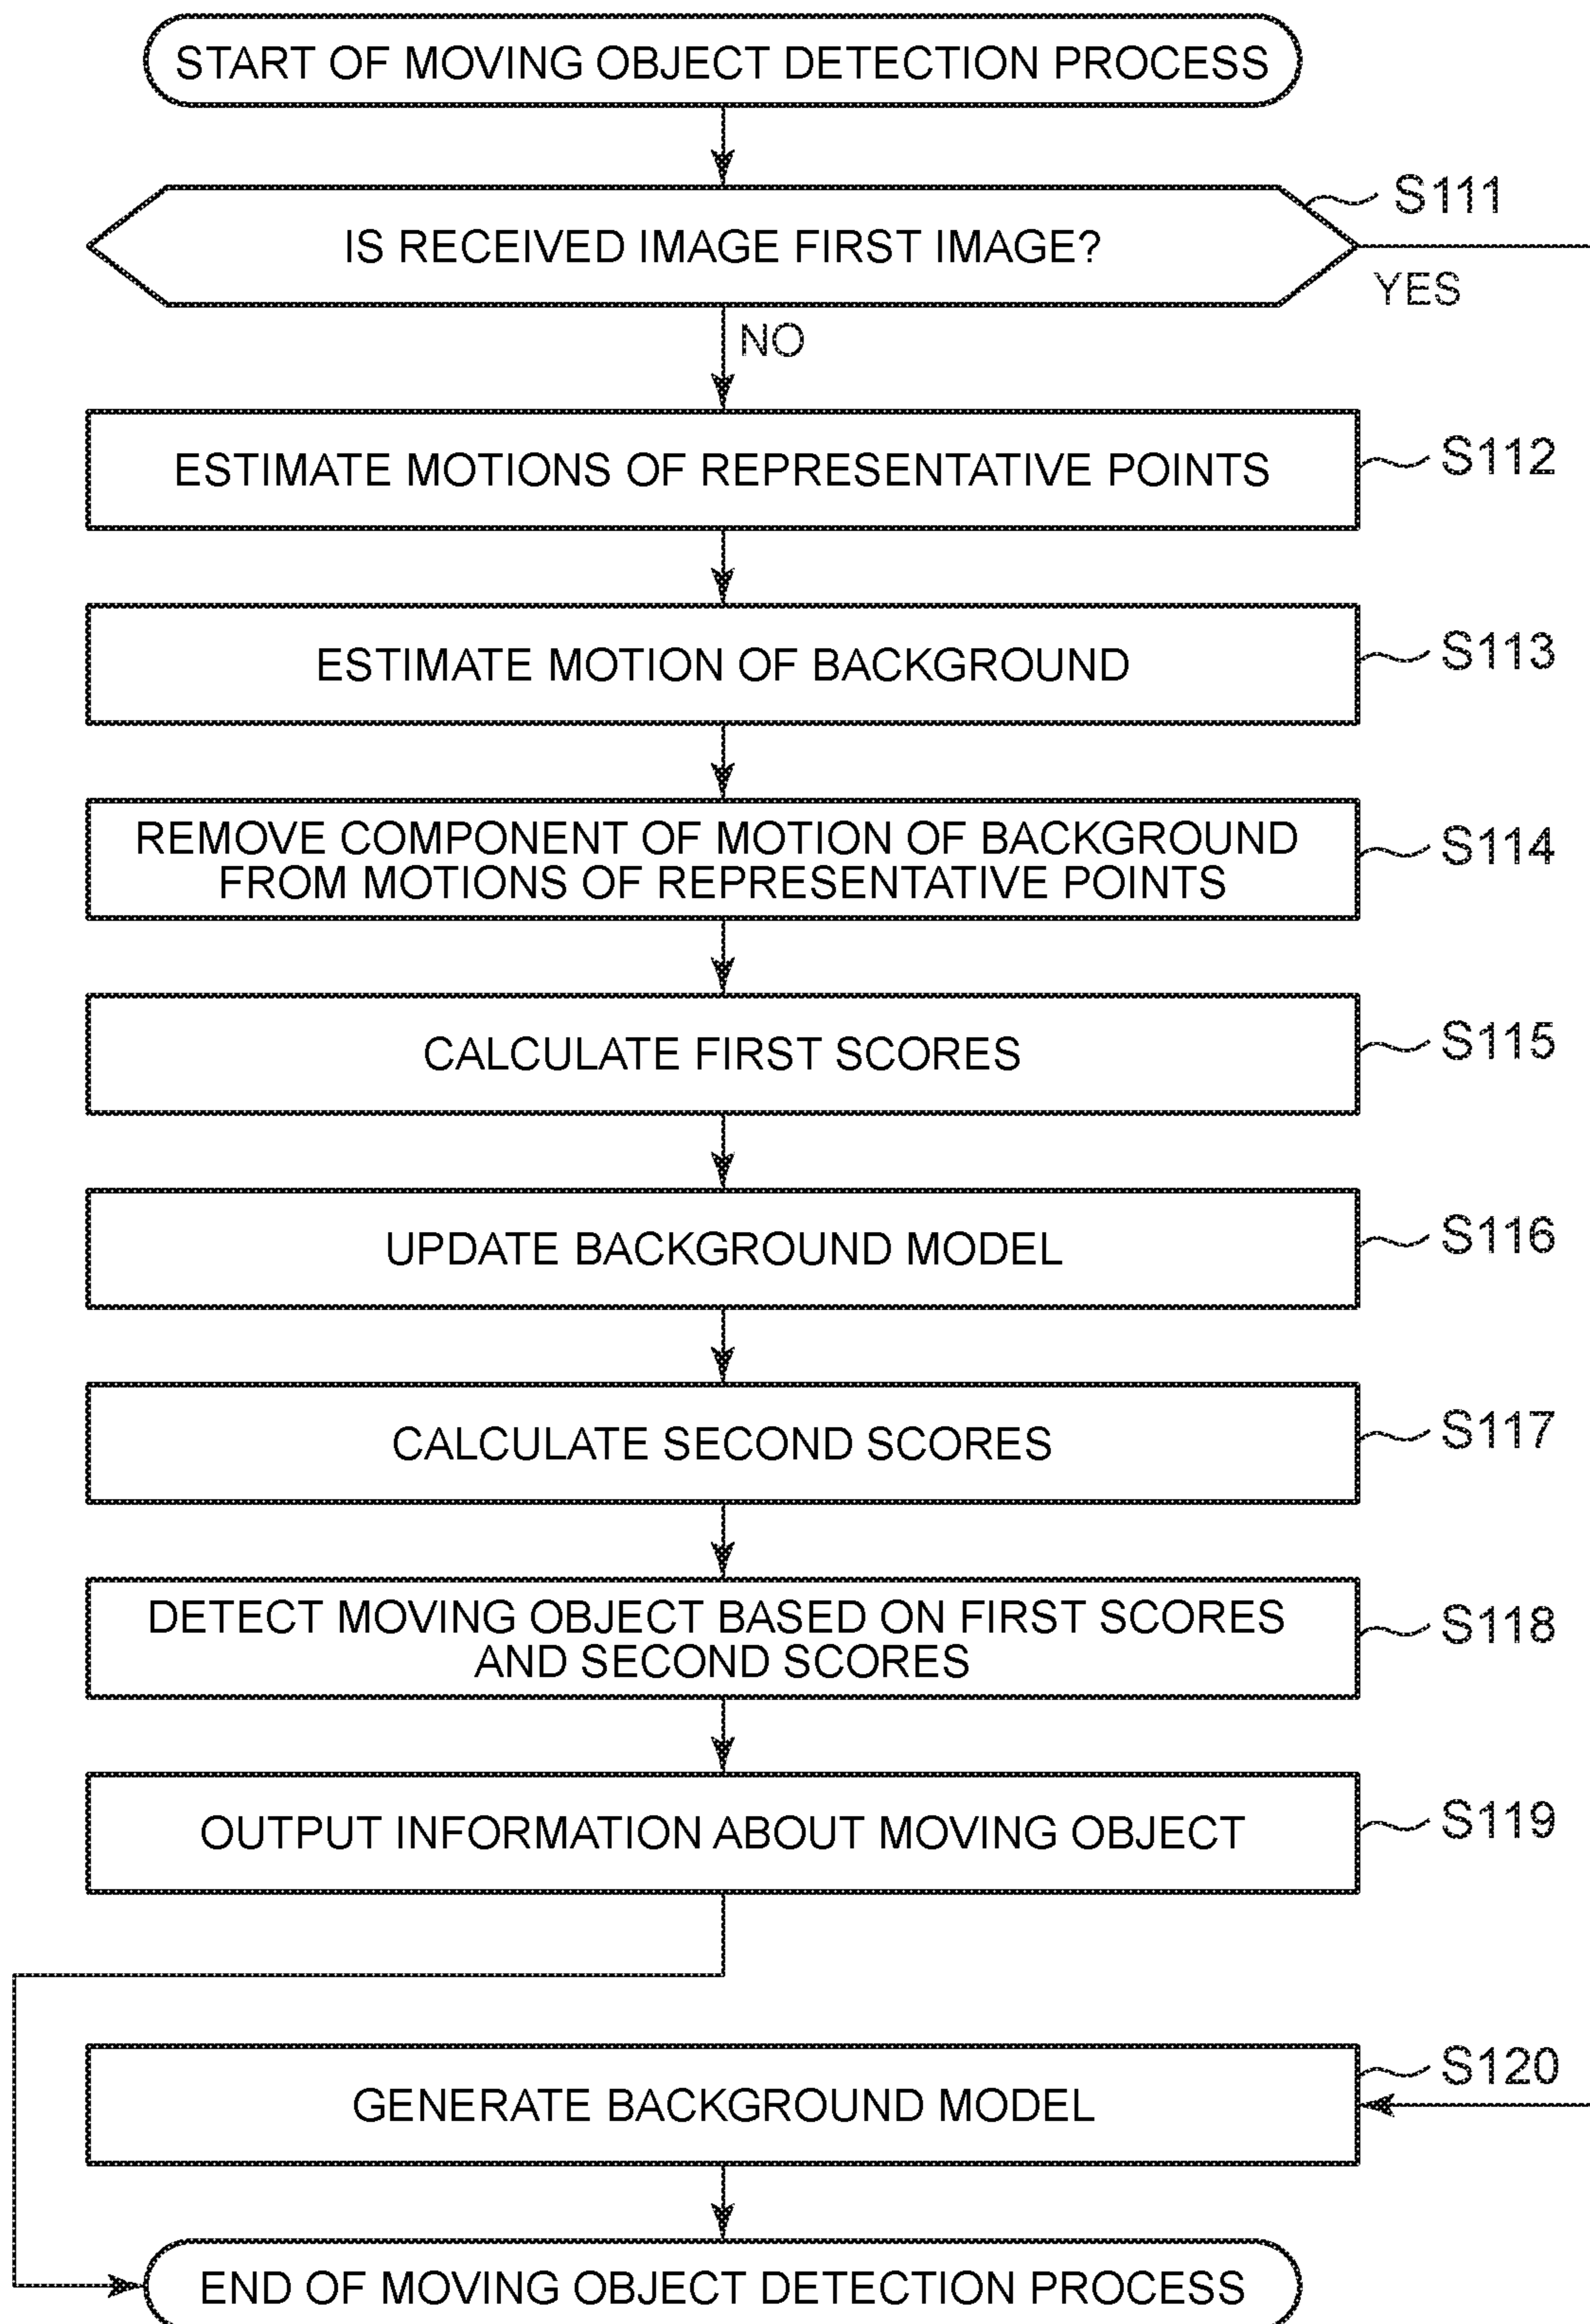 START OF MOVING OBJECT DETECTION PROCESS
S111
IS RECEIVED IMAGE FIRST IMAGE?
YES
NO
ESTIMATE MOTIONS OF REPRESENTATIVE POINTS
S112
ESTIMATE MOTION OF BACKGROUND
S113
REMOVE COMPONENT OF MOTION OF BACKGROUND
FROM MOTIONS OF REPRESENTATIVE POINTS
S114
CALCULATE FIRST SCORES
S115
UPDATE BACKGROUND MODEL
S116
CALCULATE SECOND SCORES
S117
DETECT MOVING OBJECT BASED ON FIRST SCORES
AND SECOND SCORES
S118
OUTPUT INFORMATION ABOUT MOVING OBJECT
S119
GENERATE BACKGROUND MODEL
S120
END OF MOVING OBJECT DETECTION PROCESS